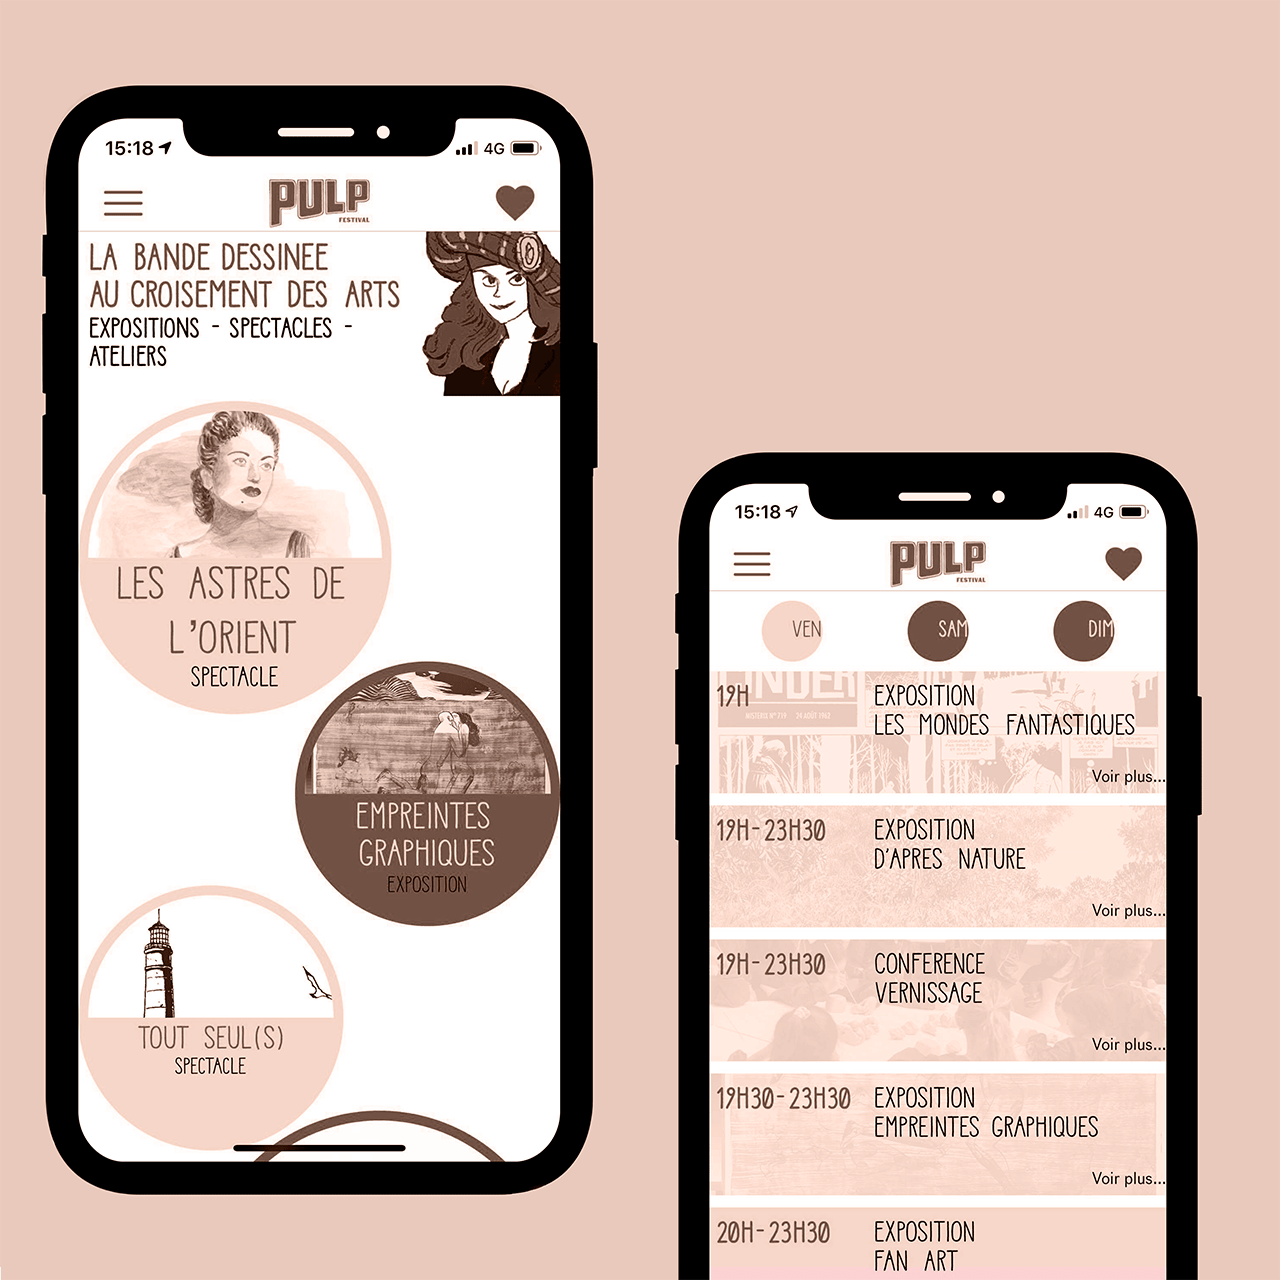 15:18
4G
PULP
FESTIVAL
LA BANDE DESSINEE
AU CROISEMENT DES ARTS
EXPOSITIONS - SPECTACLES -
ATELIERS
LES ASTRES DE
L'ORIENT
SPECTACLE
EMPREINTES
GRAPHIQUES
EXPOSITION
TOUT SEUL(S)
SPECTACLE
15:18
4G
PULP
FESTIVAL
VEN
SAM
DIM
19H
EXPOSITION
LES MONDES FANTASTIQUES
Voir plus...
19H-23H30
EXPOSITION
D'APRES NATURE
Voir plus...
19H-23H30
CONFERENCE
VERNISSAGE
Voir plus...
19H30-23H30
EXPOSITION
EMPREINTES GRAPHIQUES
Voir plus...
20H-23H30
EXPOSITION
FAN ART